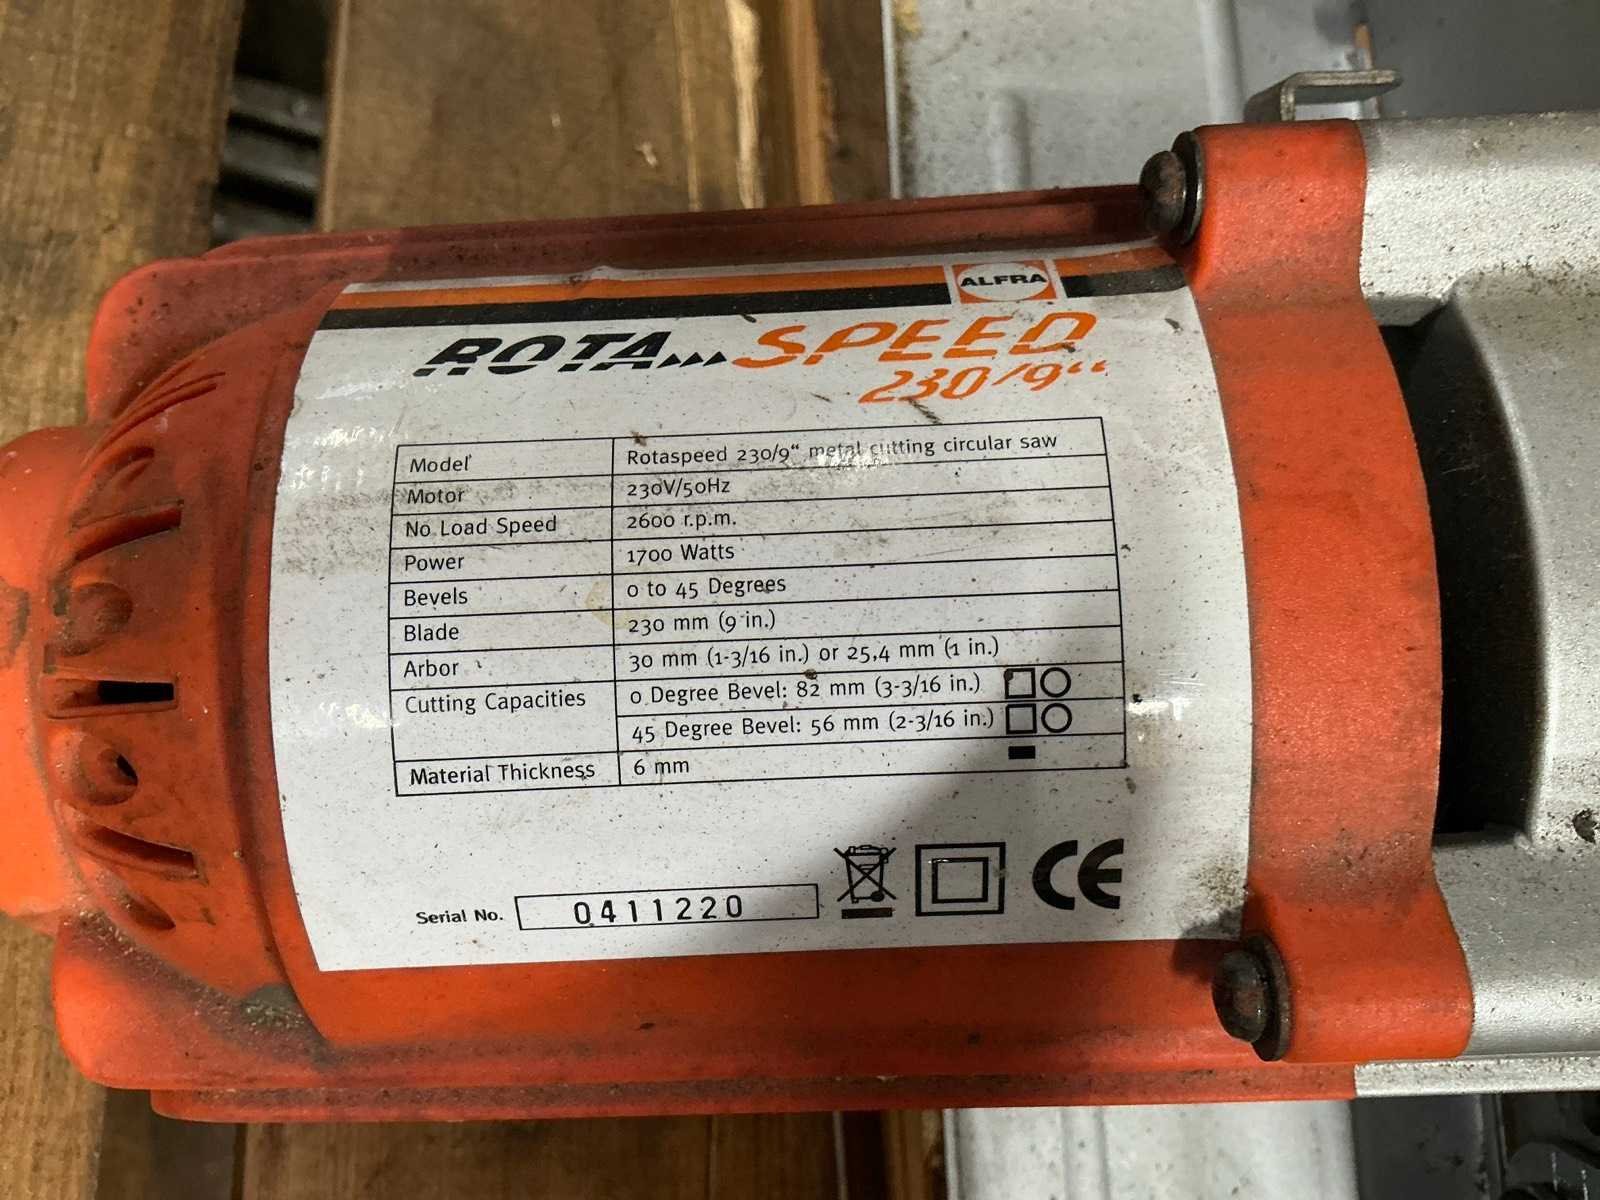 ALFRA
ROTA SPEED
230/9“
Model Rotaspeed 230/9“ metal cutting circular saw
Motor 230V/50Hz
No Load Speed 2600 r.p.m.
Power 1700 Watts
Bevels 0 to 45 Degrees
Blade 230 mm (9 in.)
Arbor 30 mm (1-3/16 in.) or 25,4 mm (1 in.)
Cutting Capacities 0 Degree Bevel: 82 mm (3-3/16 in.)
45 Degree Bevel: 56 mm (2-3/16 in.)
Material Thickness 6 mm
Serial No. 0411220
CE